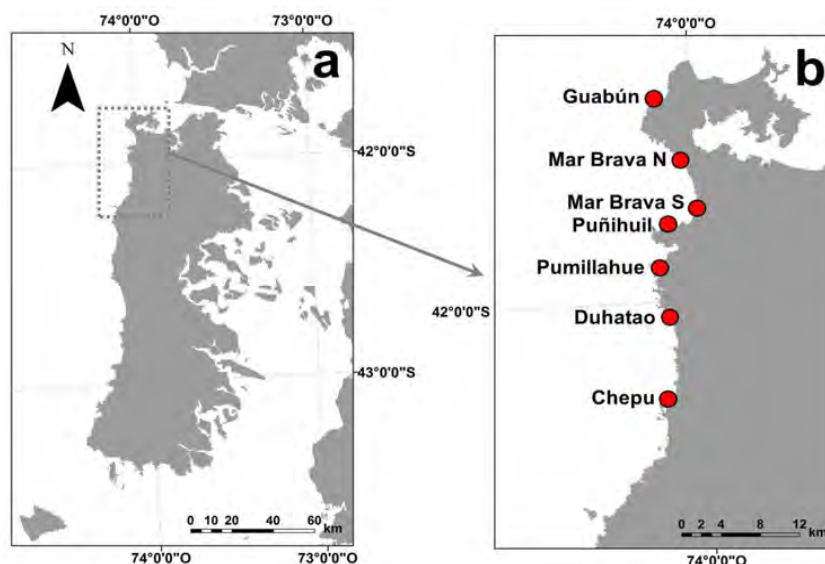 74°0'0"O
73°0'0"O
N
a
42°0'0"S
43°0'0"S
0 10 20 40 60
km
74°0'0"O
73°0'0"O
74°0'0"O
b
Guabún
Mar Brava N
Mar Brava S
Puñihuil
Pumillahue
42°0'0"S
Duhatao
Chepu
0 2 4 8 12
km
74°0'0"O